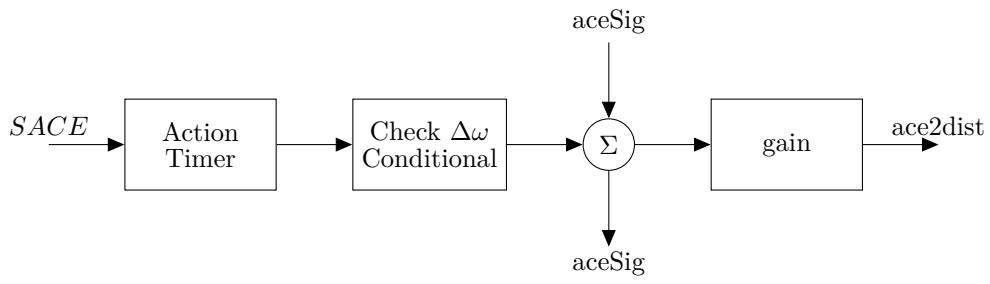 aceSig
SACE
Action
Timer
Check Δω
Conditional
Σ
gain
ace2dist
aceSig